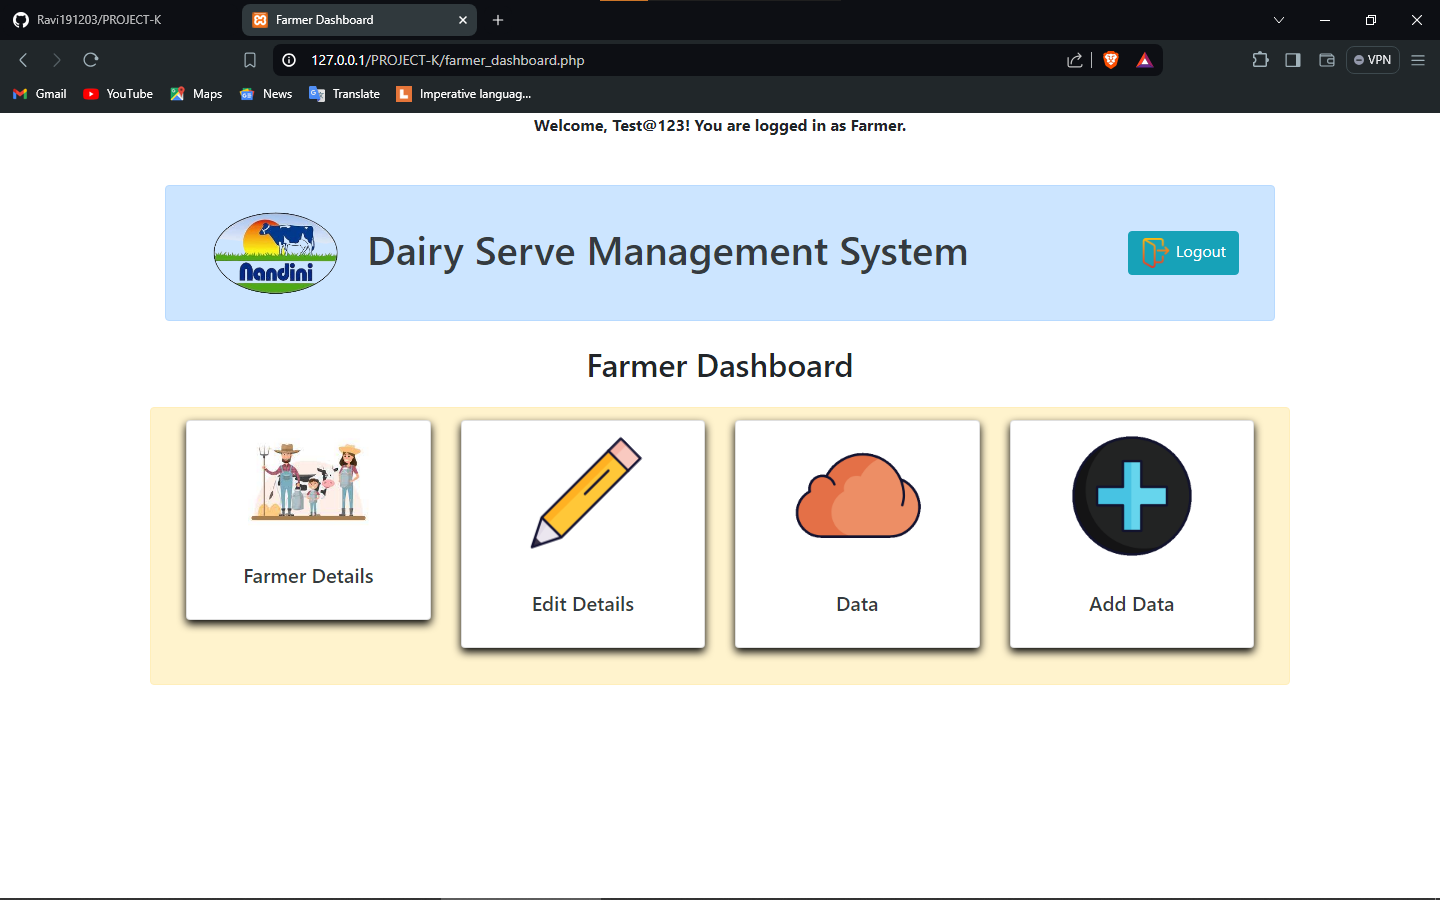 Ravi191203/PROJECT-K
Farmer Dashboard
127.0.0.1/PROJECT-K/farmer_dashboard.php
VPN
Gmail
YouTube
Maps
News
Translate
Imperative languag...
Welcome, Test@123! You are logged in as Farmer.
Nandini
Dairy Serve Management System
Logout
Farmer Dashboard
Farmer Details
Edit Details
Data
Add Data